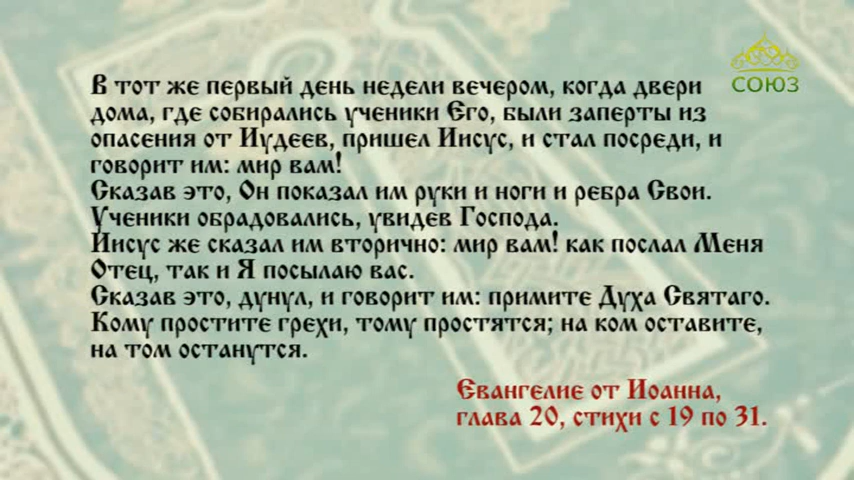 СОЮЗ
В тот же первый день недели вечером, когда двери
дома, где собирались ученики Его, были заперты из
опасения от Иудеев, пришел Иисус, и стал посреди, и
говорит им: мир вам!
Сказав это, Он показал им руки и ноги и ребра Свои.
Ученики обрадовались, увидев Господа.
Иисус же сказал им вторично: мир вам! как послал Меня
Отец, так и Я посылаю вас.
Сказав это, дунул, и говорит им: примите Духа Святаго.
Кому простите грехи, тому простятся; на ком оставите,
на том останутся.
Евангелие от Иоанна,
глава 20, стихи с 19 по 31.